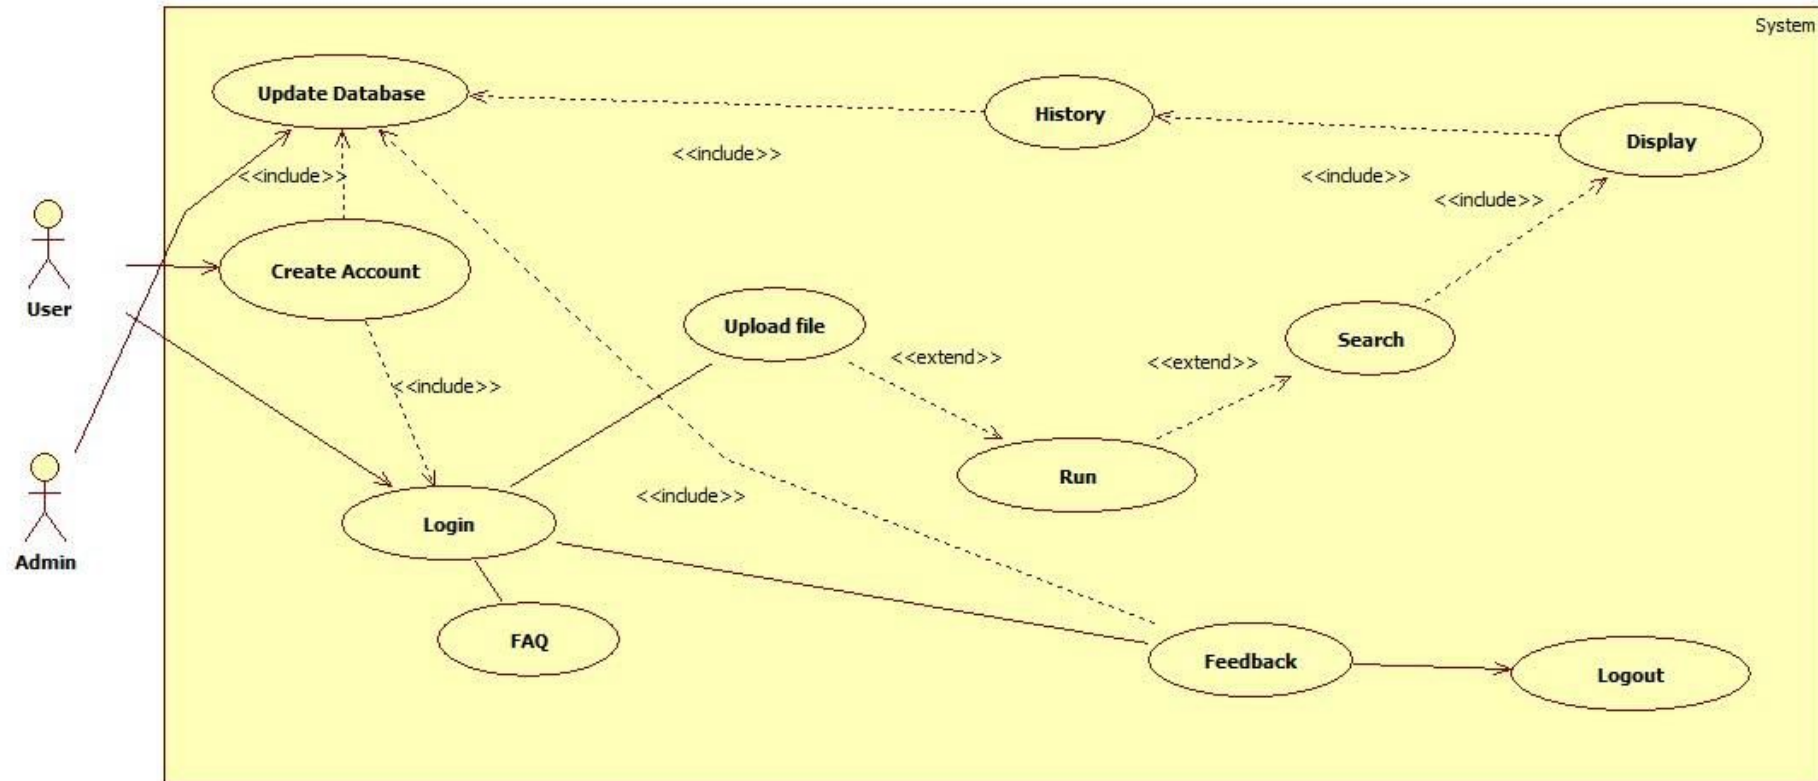 System
Update Database
History
Display
<<include>>
<<include>>
<<include>>
<<include>>
User
Create Account
Upload file
Search
<<extend>>
<<extend>>
<<include>>
Run
<<include>>
Login
Admin
FAQ
Feedback
Logout